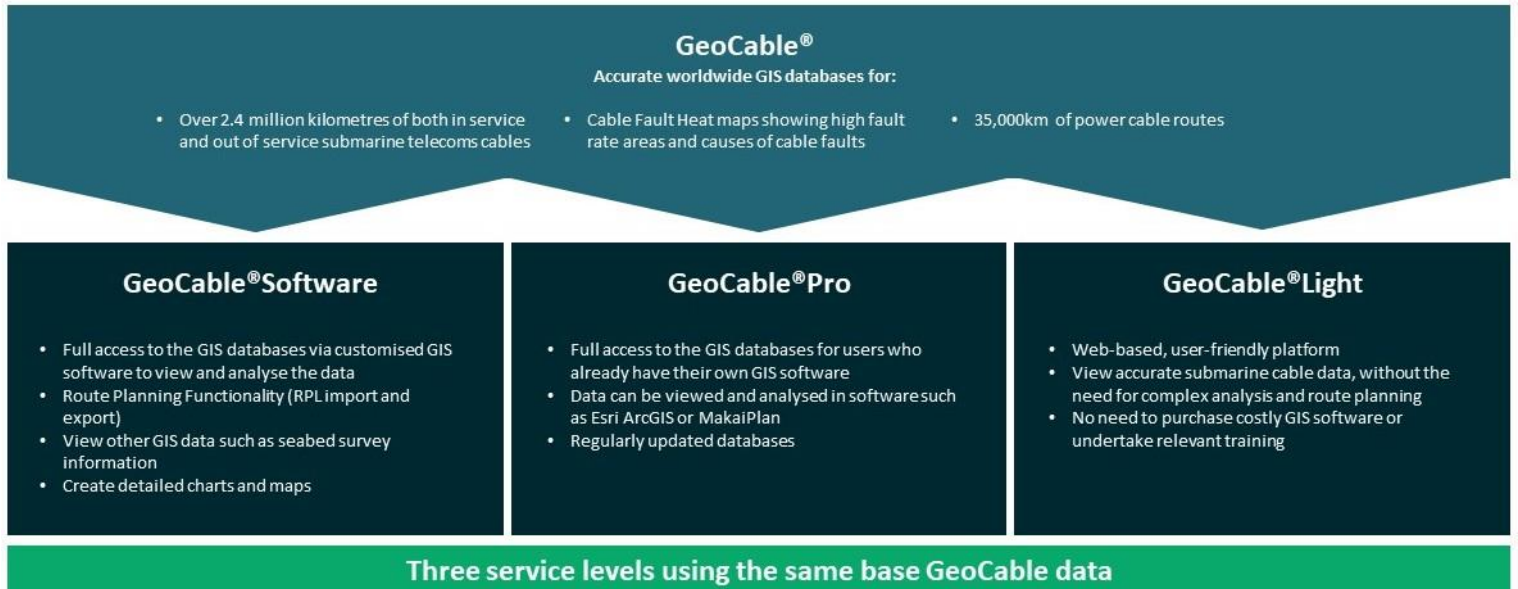 GeoCable®
Accurate worldwide GIS databases for:
• Over 2.4 million kilometres of both in service
and out of service submarine telecoms cables
• Cable Fault Heat maps showing high fault
rate areas and causes of cable faults
• 35,000km of power cable routes
GeoCable®Software
• Full access to the GIS databases via customised GIS
software to view and analyse the data
• Route Planning Functionality (RPL import and
export)
• View other GIS data such as seabed survey
information
• Create detailed charts and maps
GeoCable®Pro
• Full access to the GIS databases for users who
already have their own GIS software
• Data can be viewed and analysed in software such
as Esri ArcGIS or MakaiPlan
• Regularly updated databases
GeoCable®Light
• Web-based, user-friendly platform
• View accurate submarine cable data, without the
need for complex analysis and route planning
• No need to purchase costly GIS software or
undertake relevant training
Three service levels using the same base GeoCable data